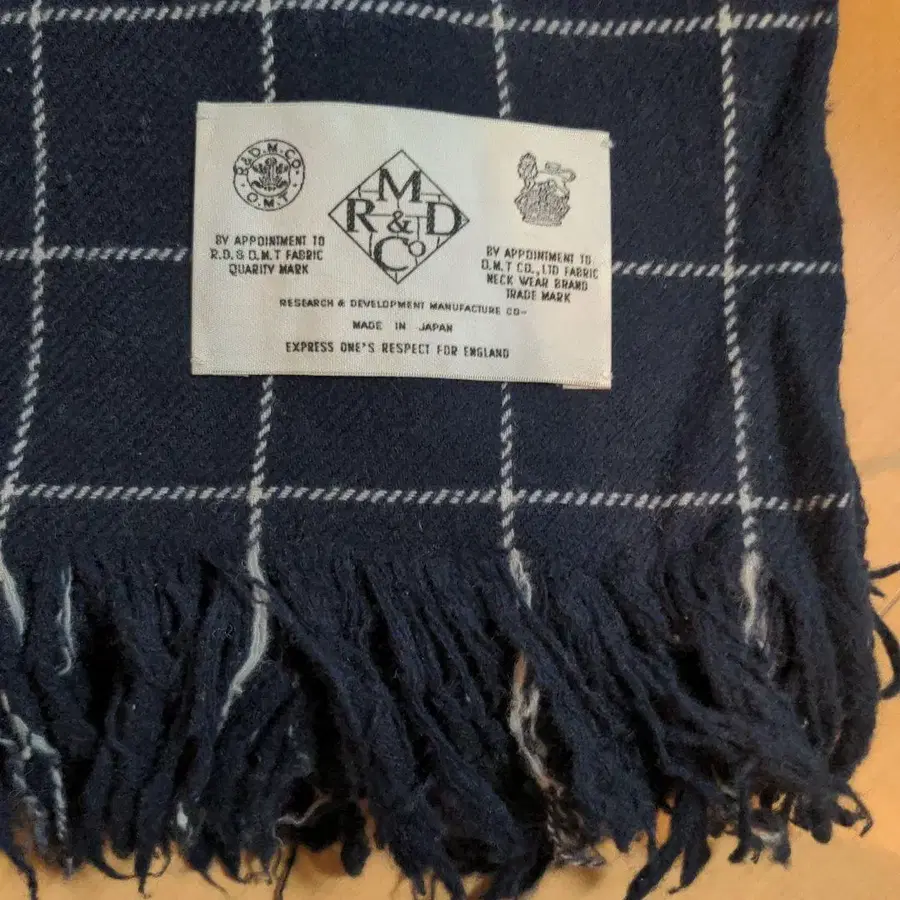 R.&D.M.CO.
O.M.T
BY APPOINTMENT TO
R.D.& O.M.T FABRIC
QUARITY MARK
M
R & D
Co
BY APPOINTMENT TO
O.M.T CO.,LTD FABRIC
NECK WEAR BRAND
TRADE MARK
RESEARCH & DEVELOPMENT MANUFACTURE CO-
MADE IN JAPAN
EXPRESS ONE'S RESPECT FOR ENGLAND